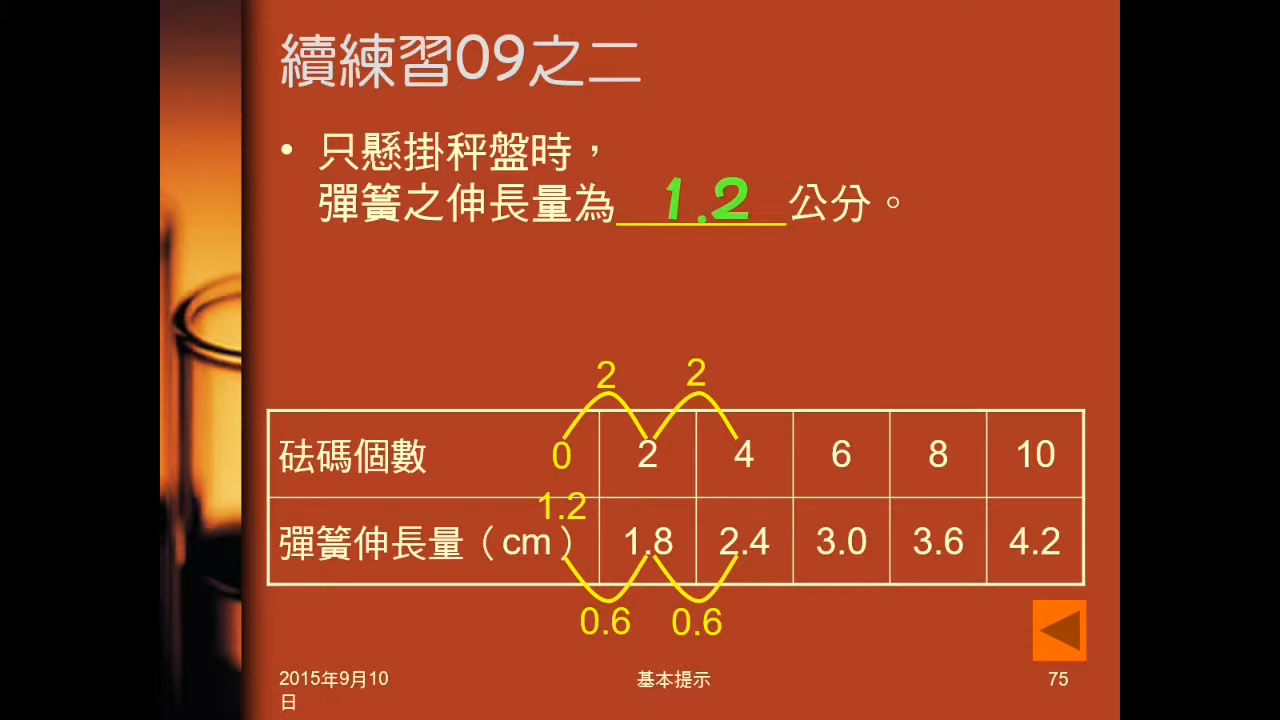 續練習09之二
• 只懸掛秤盤時，
彈簧之伸長量為 1.2 公分。
2 2
砝碼個數 0 2 4 6 8 10
1.2
彈簧伸長量（cm） 1.8 2.4 3.0 3.6 4.2
0.6 0.6
2015年9月10
日
基本提示
75